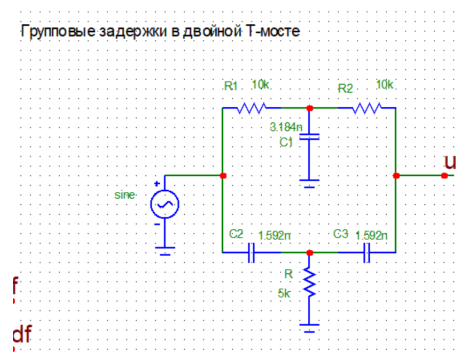 Групповые задержки в двойной Т-мосте
R1 10k R2 10k
3.184n
C1
u
sine
C2 1.592n C3 1.592n
R
5k
f
df